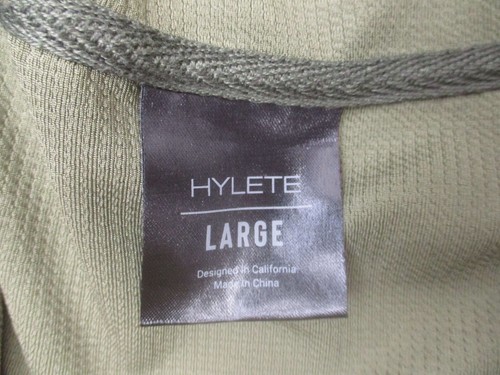 HYLETE
LARGE
Designed in California
Made in China